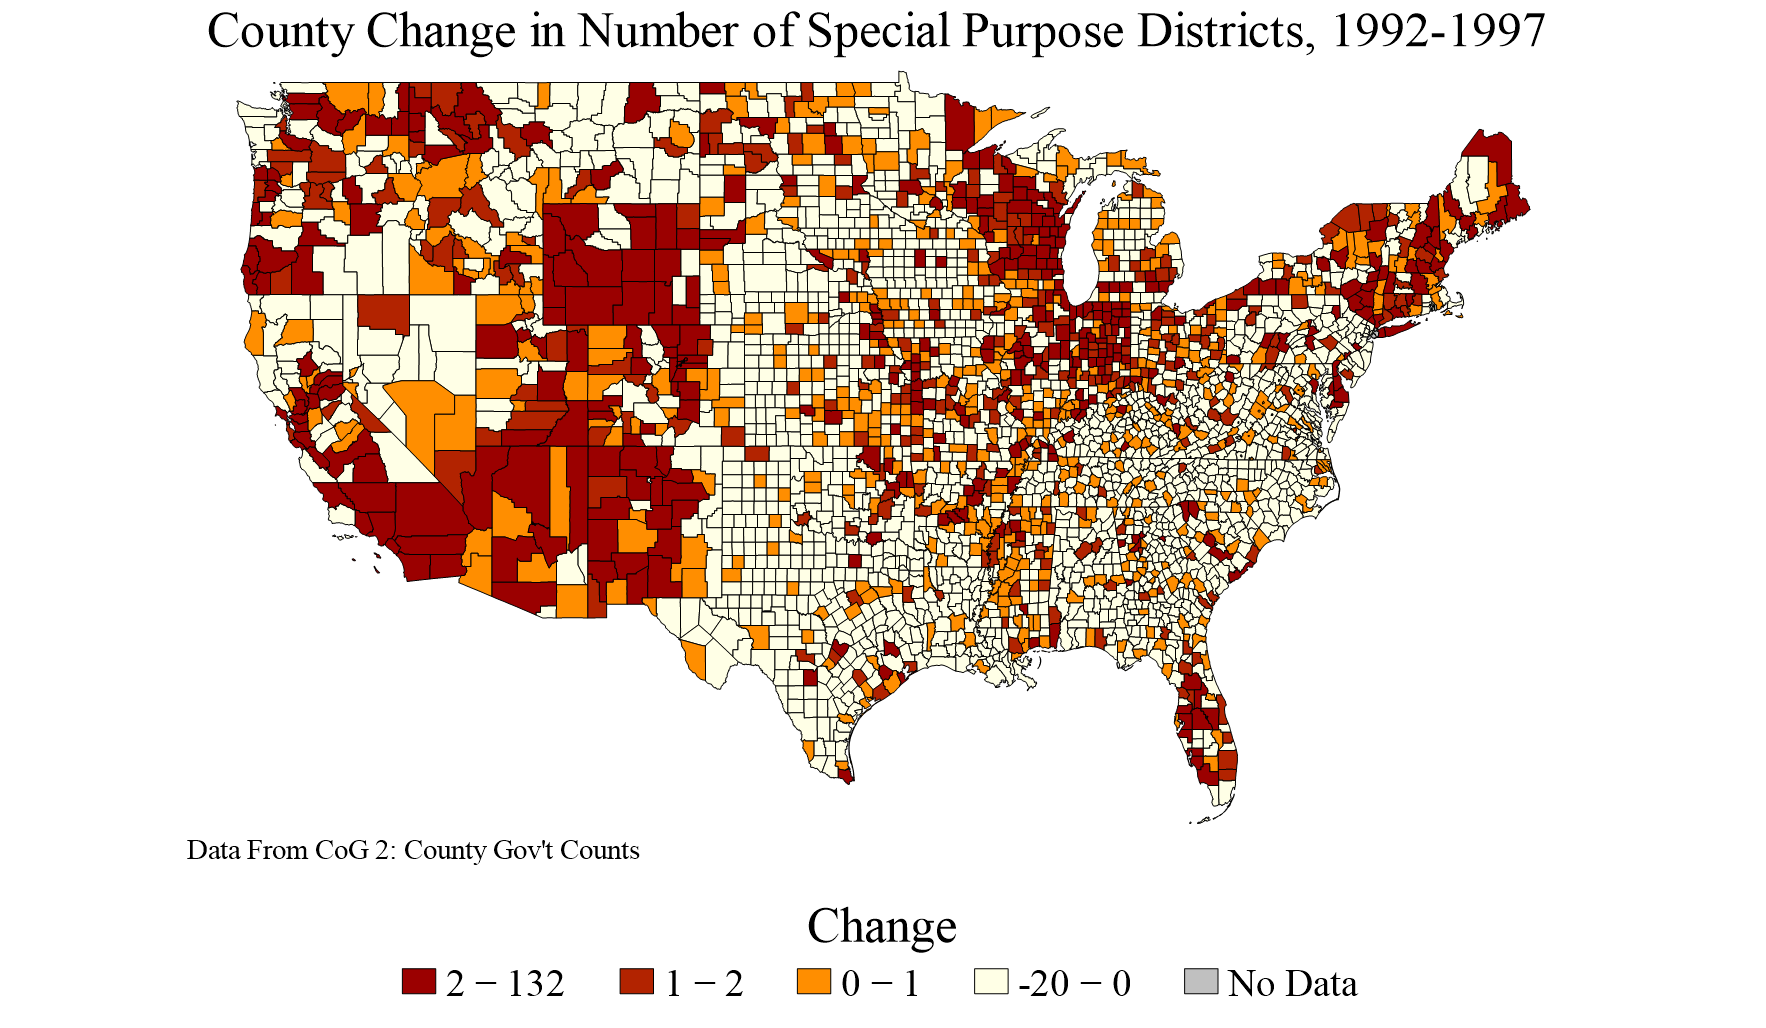 County Change in Number of Special Purpose Districts, 1992-1997
Data From CoG 2: County Gov't Counts
Change
2 − 132 1 − 2 0 − 1 -20 − 0 No Data